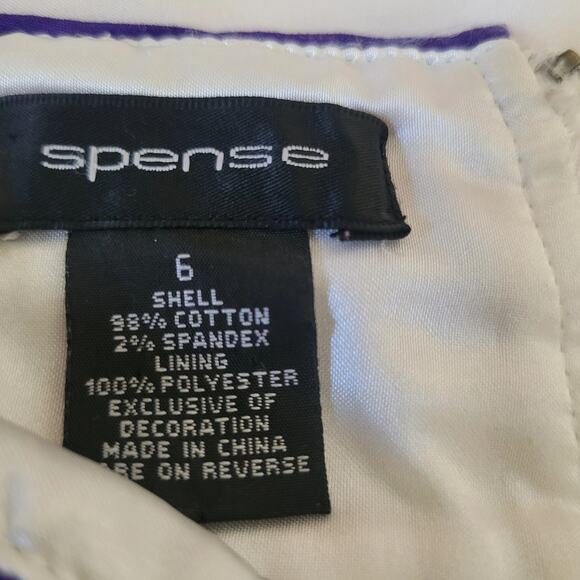 spense
6
SHELL
98% COTTON
2% SPANDEX
LINING
100% POLYESTER
EXCLUSIVE OF
DECORATION
MADE IN CHINA
ARE ON REVERSE